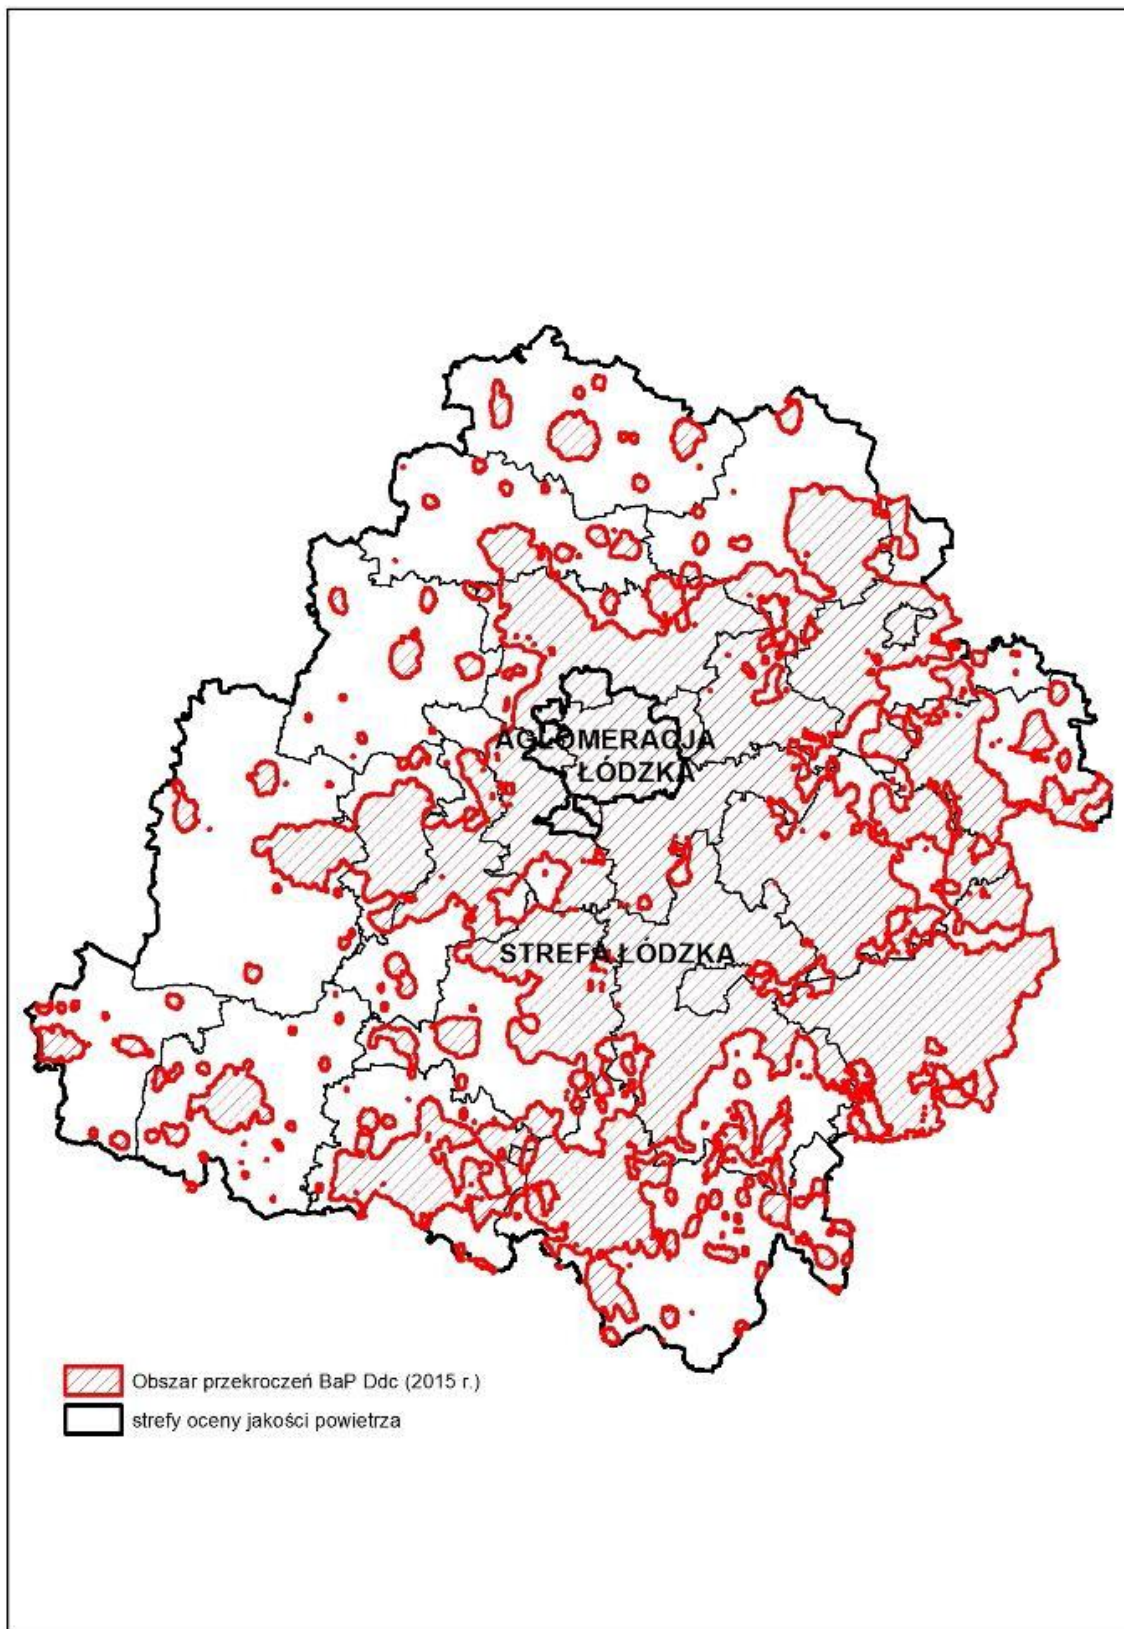 AGLOMERACJA
ŁÓDZKA
STREFA ŁÓDZKA
Obszar przekroczeń BaP Ddc (2015 r.)
strefy oceny jakości powietrza